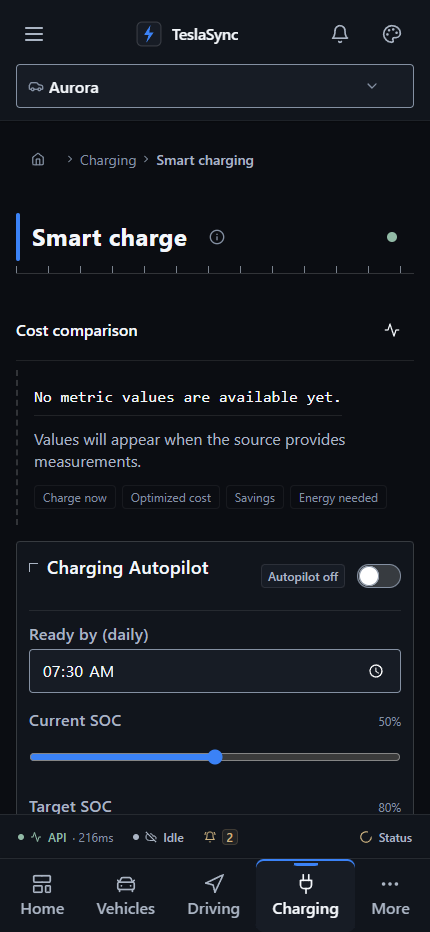 TeslaSync
Aurora
Charging
Smart charging
Smart charge
Cost comparison
No metric values are available yet.
Values will appear when the source provides
measurements.
Charge now
Optimized cost
Savings
Energy needed
Charging Autopilot
Autopilot off
Ready by (daily)
07:30 AM
Current SOC
50%
Target SOC
80%
API · 216ms
Idle
2
Status
Home
Vehicles
Driving
Charging
More